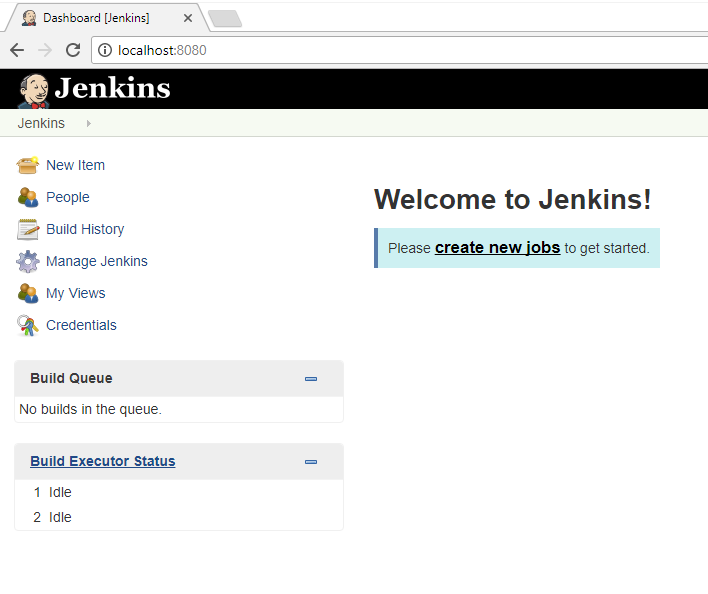 Dashboard [Jenkins]
localhost:8080
Jenkins
Jenkins
New Item
People
Build History
Manage Jenkins
My Views
Credentials
Welcome to Jenkins!
Please create new jobs to get started.
Build Queue
No builds in the queue.
Build Executor Status
1 Idle
2 Idle